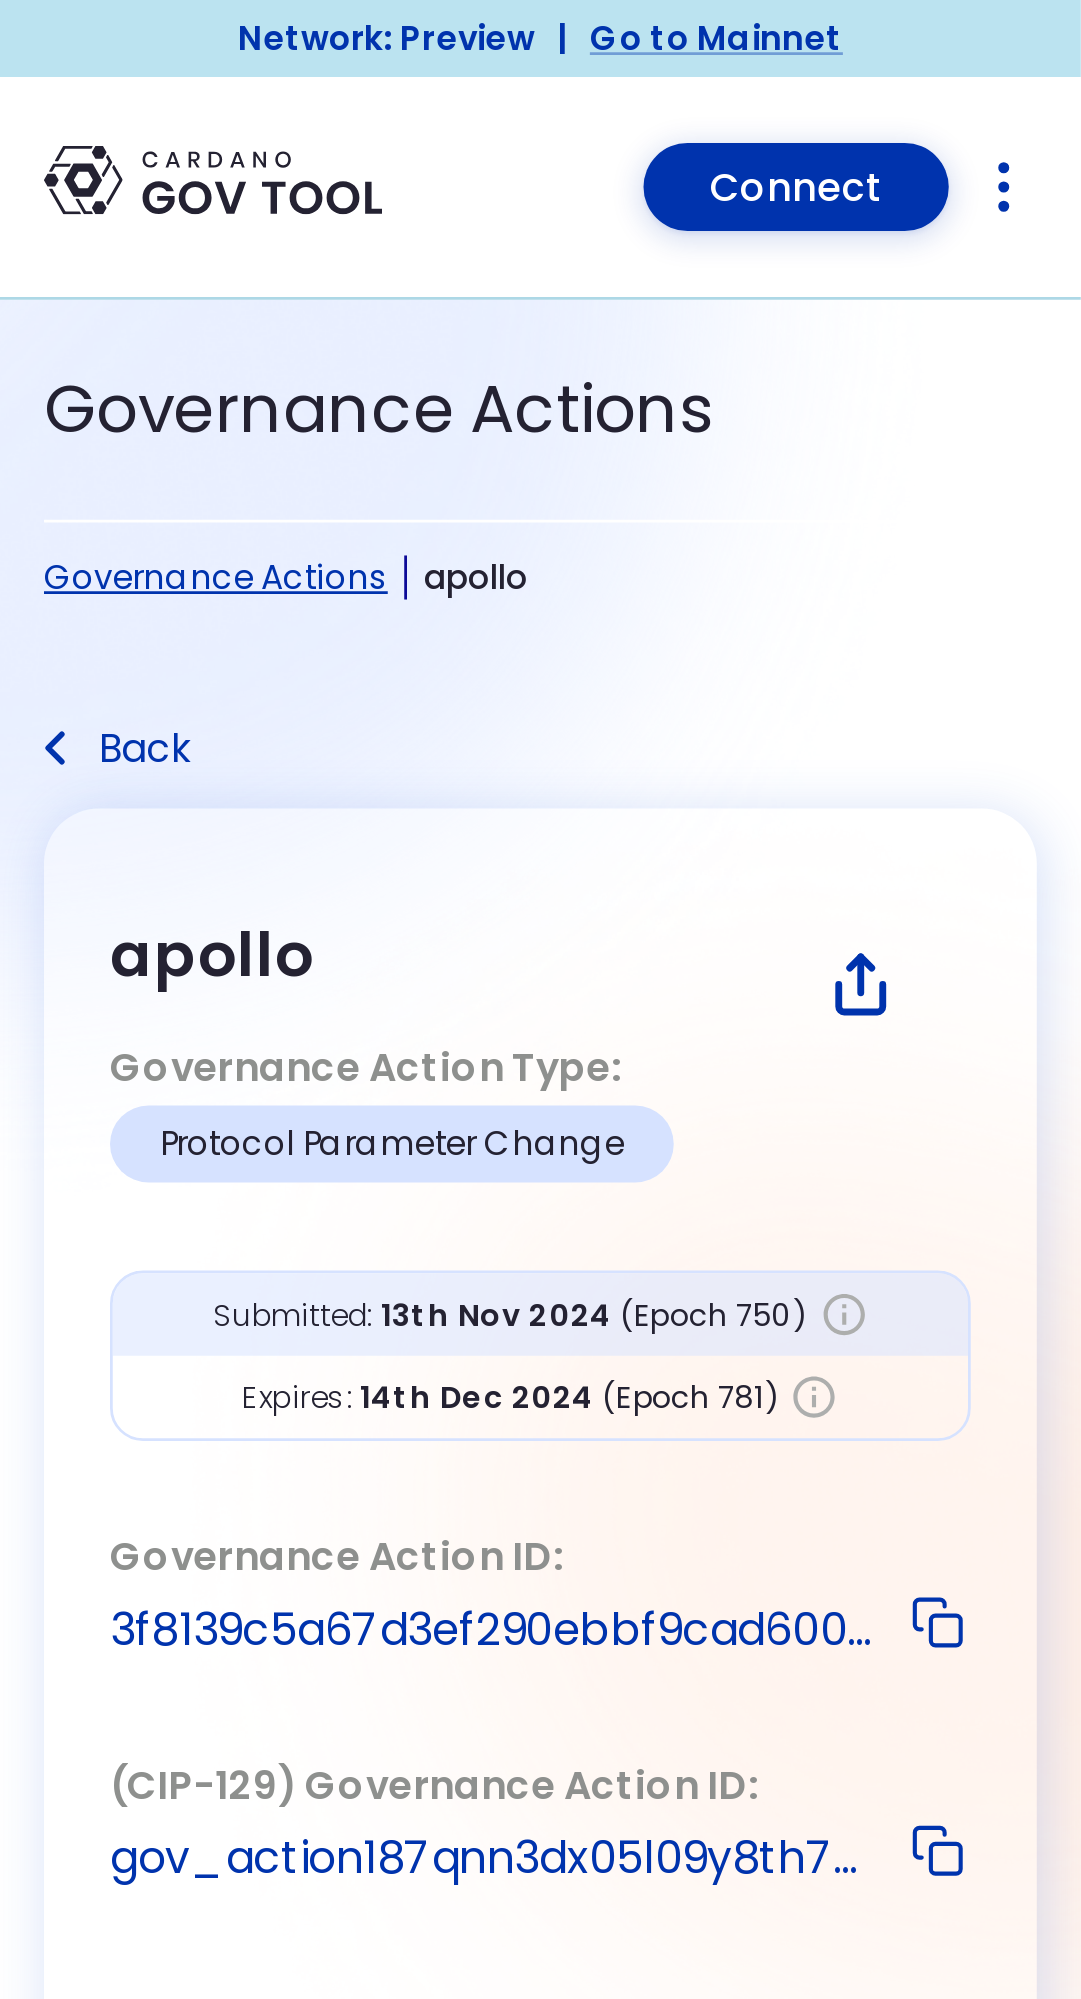 Network: Preview | Go to Mainnet
CARDANO
GOV TOOL
Connect
Governance Actions
Governance Actions | apollo
Back
apollo
Governance Action Type:
Protocol Parameter Change
Submitted: 13th Nov 2024 (Epoch 750)
Expires: 14th Dec 2024 (Epoch 781)
Governance Action ID:
3f8139c5a67d3ef290ebbf9cad600...
(CIP-129) Governance Action ID:
gov_action187qnn3dx05l09y8th7...